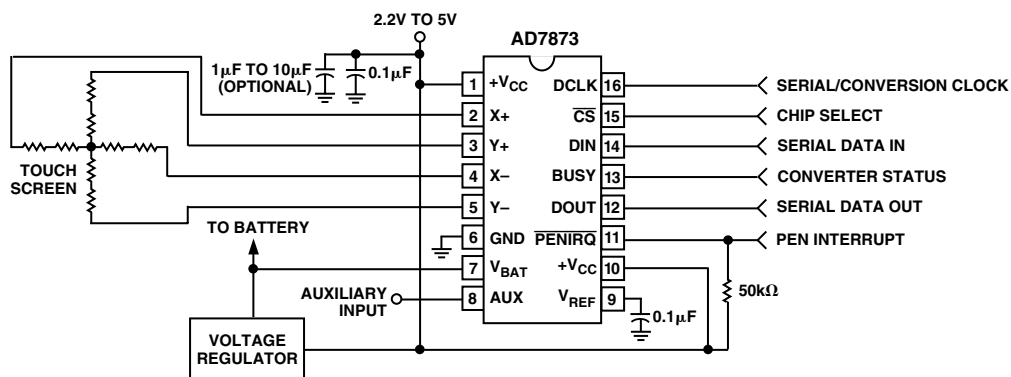 2.2V TO 5V
AD7873
1μF TO 10μF
(OPTIONAL)
0.1μF
1 +VCC DCLK 16 SERIAL/CONVERSION CLOCK
2 X+ CS 15 CHIP SELECT
3 Y+ DIN 14 SERIAL DATA IN
TOUCH
SCREEN
4 X– BUSY 13 CONVERTER STATUS
5 Y– DOUT 12 SERIAL DATA OUT
TO BATTERY
6 GND PENIRQ 11 PEN INTERRUPT
7 VBAT +VCC 10
50kΩ
AUXILIARY
INPUT
8 AUX VREF 9
0.1μF
VOLTAGE
REGULATOR